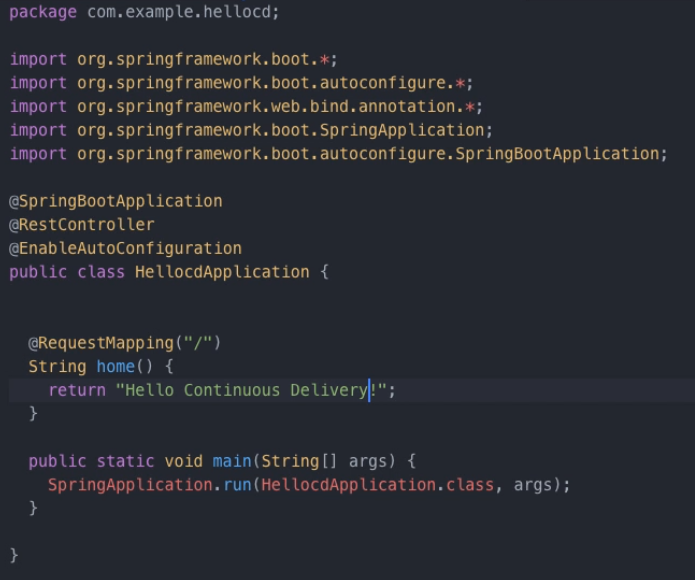 package com.example.hellocd;
import org.springframework.boot.*;
import org.springframework.boot.autoconfigure.*;
import org.springframework.web.bind.annotation.*;
import org.springframework.boot.SpringApplication;
import org.springframework.boot.autoconfigure.SpringBootApplication;
@SpringBootApplication
@RestController
@EnableAutoConfiguration
public class HellocdApplication {
@RequestMapping("/")
String home() {
return "Hello Continuous Delivery!";
}
public static void main(String[] args) {
SpringApplication.run(HellocdApplication.class, args);
}
}